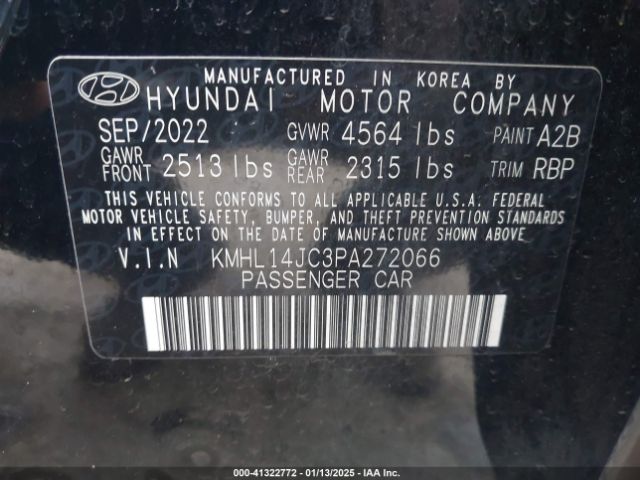 MANUFACTURED IN KOREA BY
HYUNDAI MOTOR COMPANY
SEP/2022 GVWR 4564 lbs PAINT A2B
GAWR FRONT 2513 lbs GAWR REAR 2315 lbs TRIM RBP
THIS VEHICLE CONFORMS TO ALL APPLICABLE U.S.A. FEDERAL
MOTOR VEHICLE SAFETY, BUMPER, AND THEFT PREVENTION
STANDARDS IN EFFECT ON THE DATE OF MANUFACTURE SHOWN ABOVE
V.I.N KMHL14JC3PA272066
PASSENGER CAR
000-41322772 - 01/13/2025 - IAA Inc.